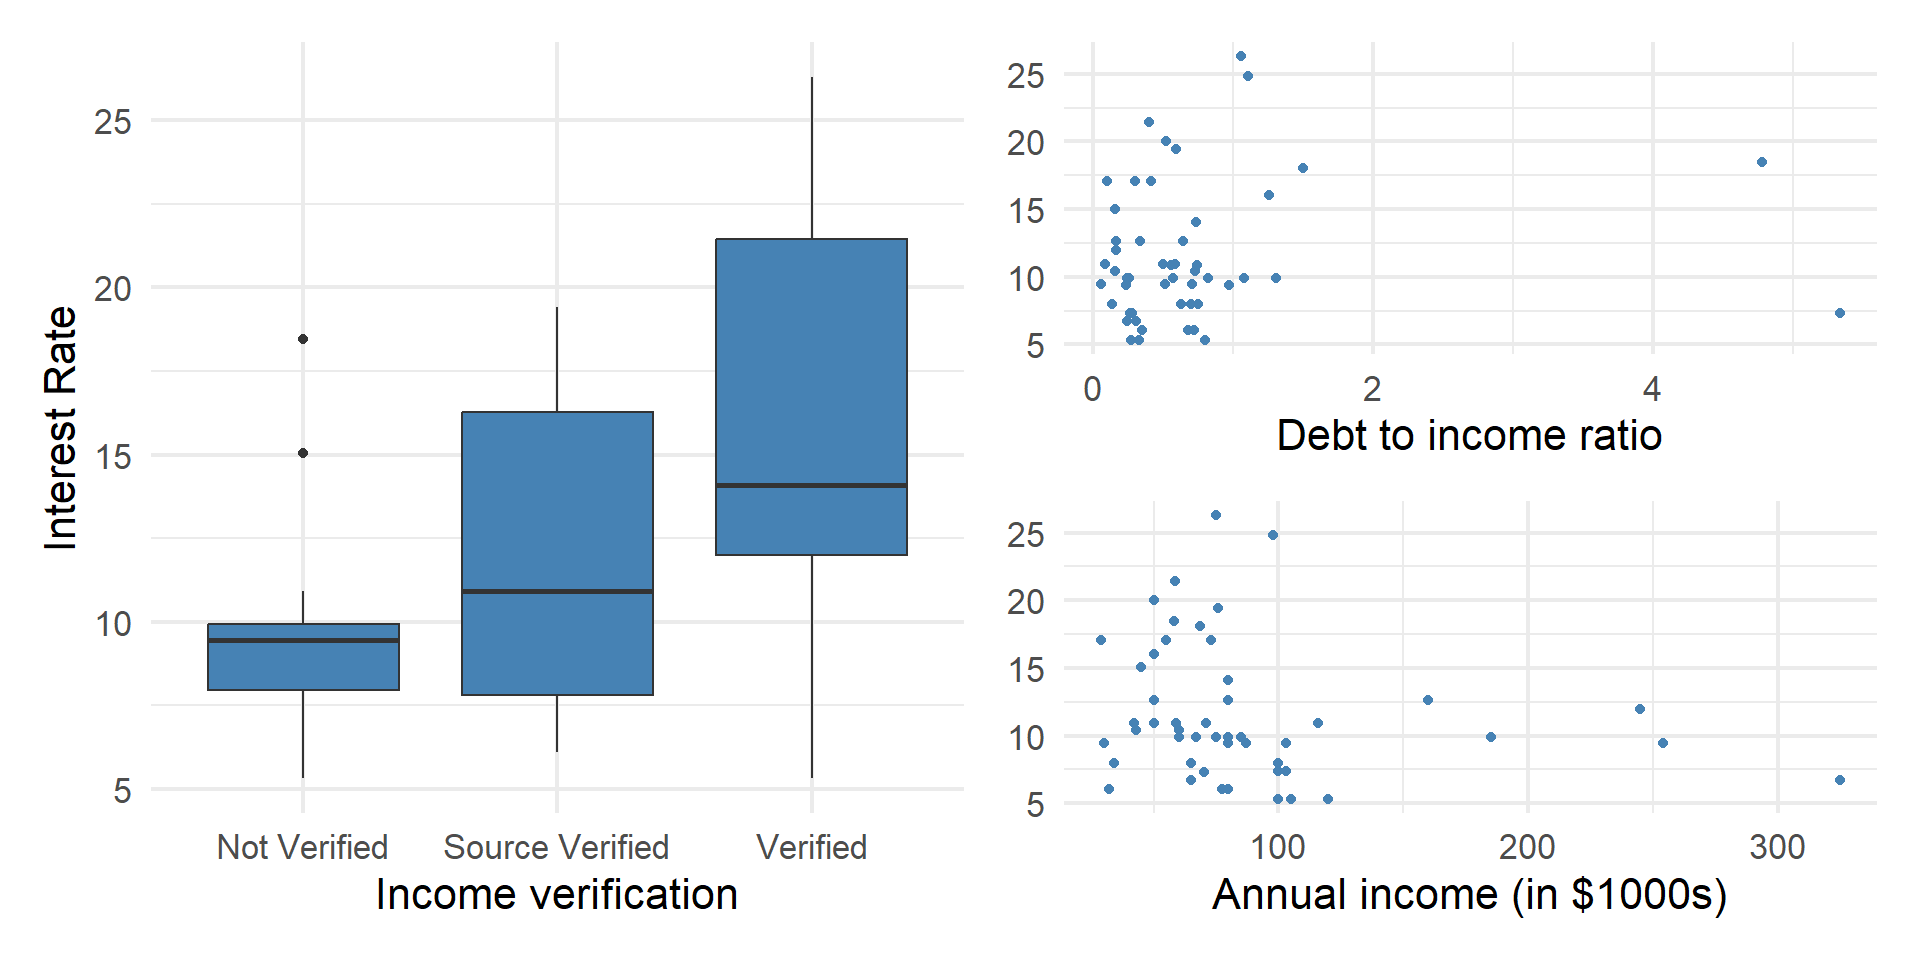 Interest Rate
25
20
15
10
5
Not Verified Source Verified Verified
Income verification
25
20
15
10
5
0 2 4
Debt to income ratio
25
20
15
10
5
100 200 300
Annual income (in $1000s)